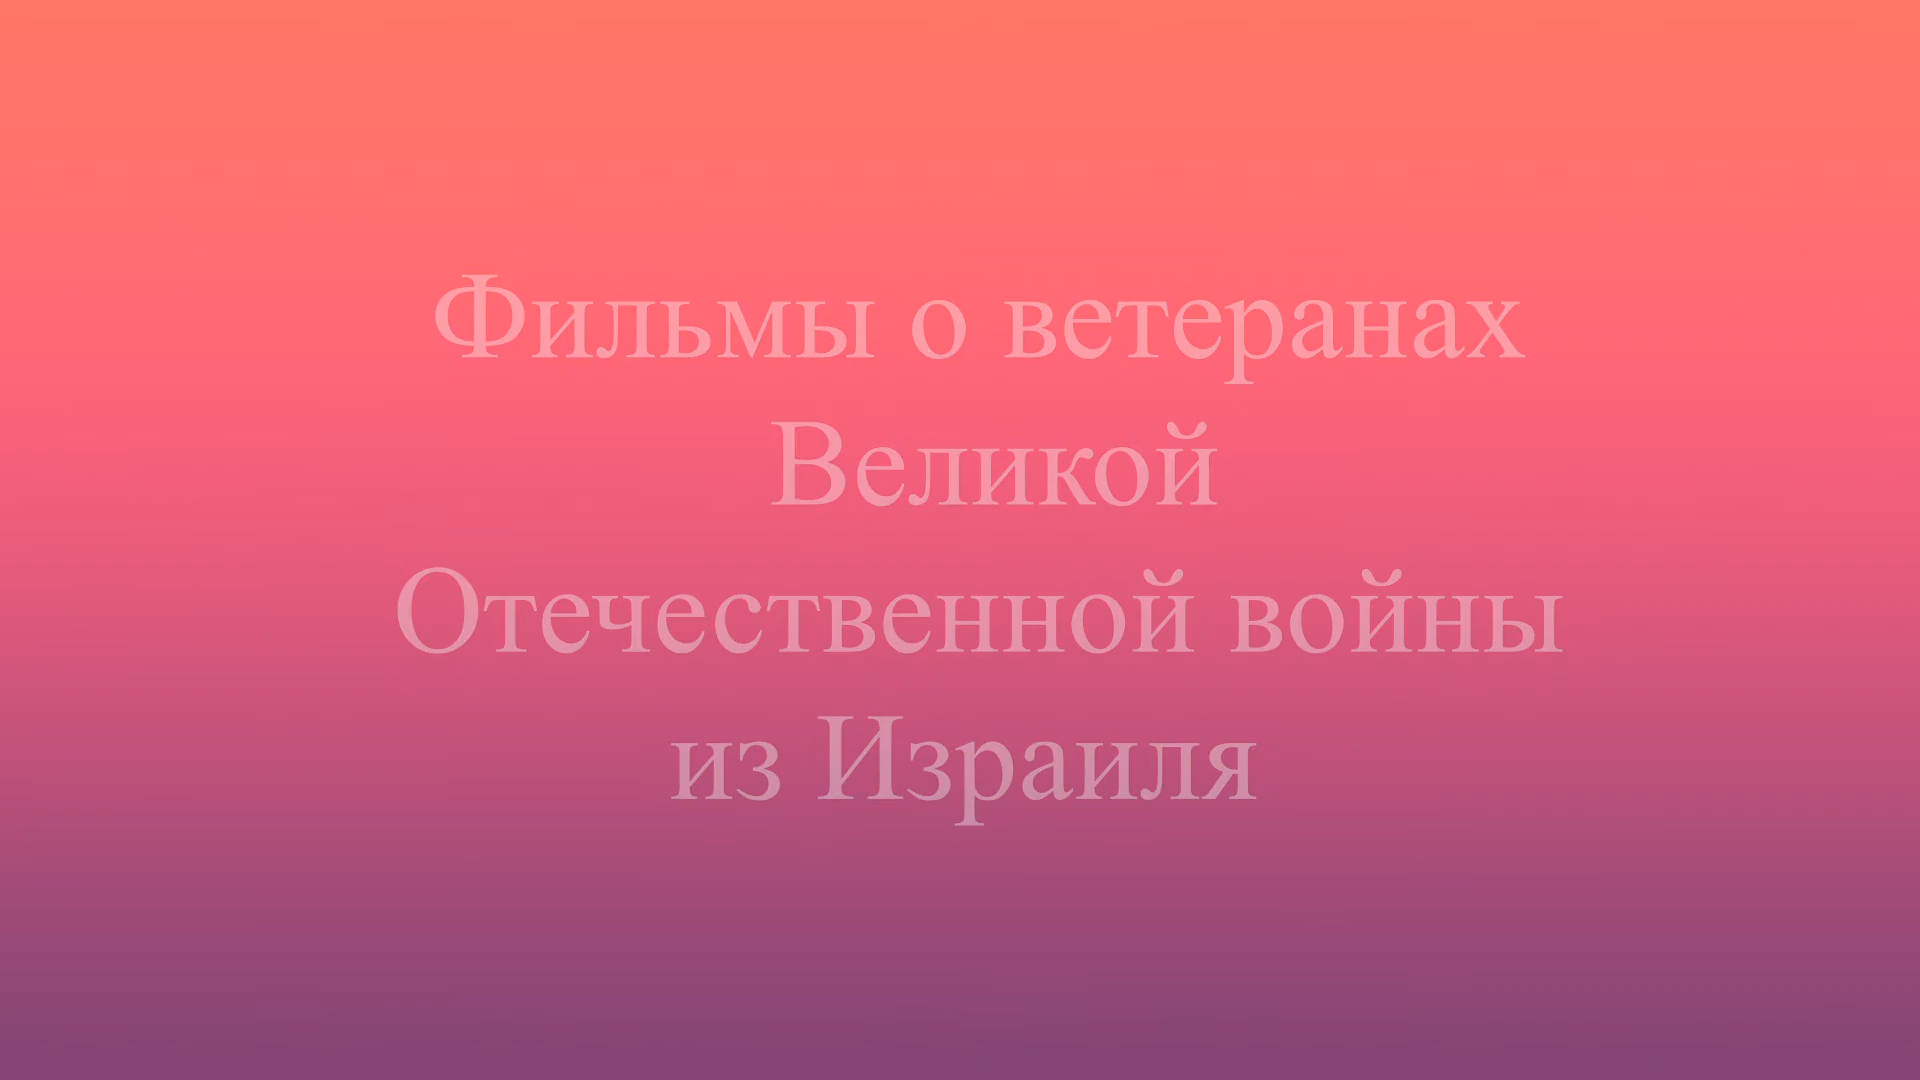 Фильмы о ветеранах
Великой
Отечественной войны
из Израиля